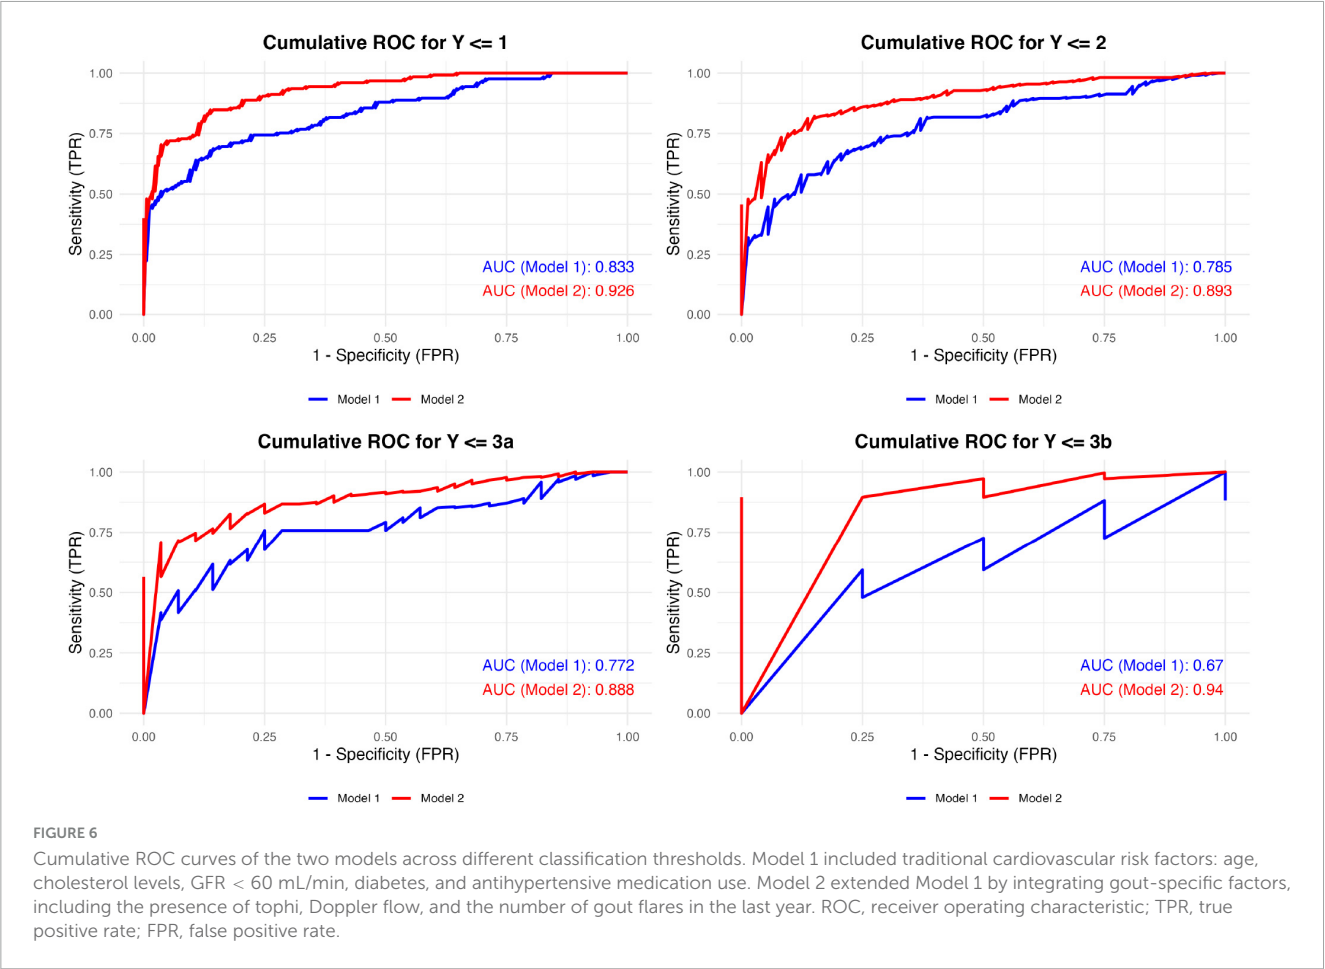 Cumulative ROC for Y <= 1
1.00
0.75
0.50
0.25
0.00
Sensitivity (TPR)
AUC (Model 1): 0.833
AUC (Model 2): 0.926
0.00 0.25 0.50 0.75 1.00
1 - Specificity (FPR)
Model 1 Model 2
Cumulative ROC for Y <= 2
1.00
0.75
0.50
0.25
0.00
Sensitivity (TPR)
AUC (Model 1): 0.785
AUC (Model 2): 0.893
0.00 0.25 0.50 0.75 1.00
1 - Specificity (FPR)
Model 1 Model 2
Cumulative ROC for Y <= 3a
1.00
0.75
0.50
0.25
0.00
Sensitivity (TPR)
AUC (Model 1): 0.772
AUC (Model 2): 0.888
0.00 0.25 0.50 0.75 1.00
1 - Specificity (FPR)
Model 1 Model 2
Cumulative ROC for Y <= 3b
1.00
0.75
0.50
0.25
0.00
Sensitivity (TPR)
AUC (Model 1): 0.67
AUC (Model 2): 0.94
0.00 0.25 0.50 0.75 1.00
1 - Specificity (FPR)
Model 1 Model 2
FIGURE 6
Cumulative ROC curves of the two models across different classification thresholds. Model 1 included traditional cardiovascular risk factors: age,
cholesterol levels, GFR < 60 mL/min, diabetes, and antihypertensive medication use. Model 2 extended Model 1 by integrating gout-specific factors,
including the presence of tophi, Doppler flow, and the number of gout flares in the last year. ROC, receiver operating characteristic; TPR, true
positive rate; FPR, false positive rate.